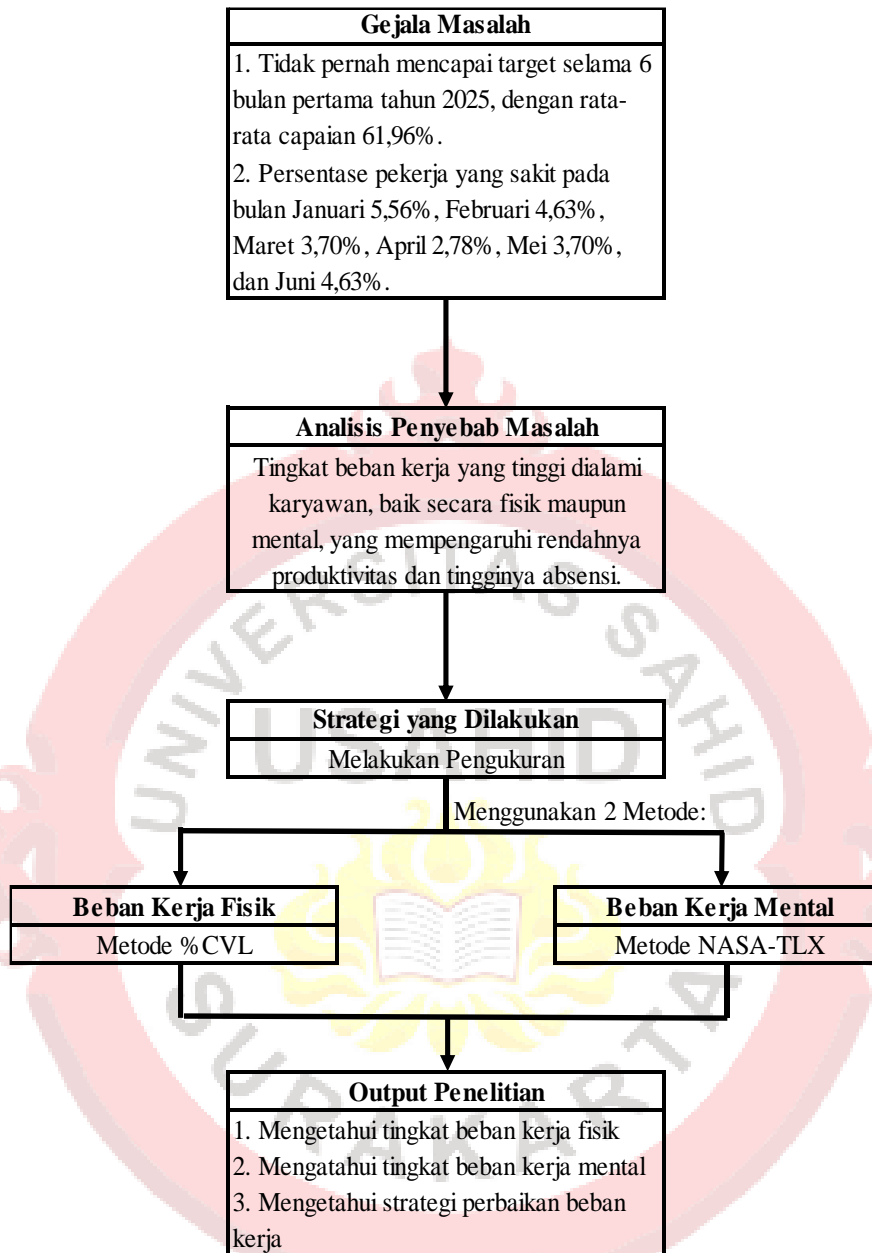 Gejala Masalah
1. Tidak pernah mencapai target selama 6
bulan pertama tahun 2025, dengan rata-
rata capaian 61,96%.
2. Persentase pekerja yang sakit pada
bulan Januari 5,56%, Februari 4,63%,
Maret 3,70%, April 2,78%, Mei 3,70%,
dan Juni 4,63%.
Analisis Penyebab Masalah
Tingkat beban kerja yang tinggi dialami
karyawan, baik secara fisik maupun
mental, yang mempengaruhi rendahnya
produktivitas dan tingginya absensi.
UNIVERSITAS SAHID
Strategi yang Dilakukan
USAHID
Melakukan Pengukuran
Menggunakan 2 Metode:
Beban Kerja Fisik
Metode %CVL
Beban Kerja Mental
Metode NASA-TLX
SURAKARTA
Output Penelitian
1. Mengetahui tingkat beban kerja fisik
2. Mengatahui tingkat beban kerja mental
3. Mengetahui strategi perbaikan beban
kerja